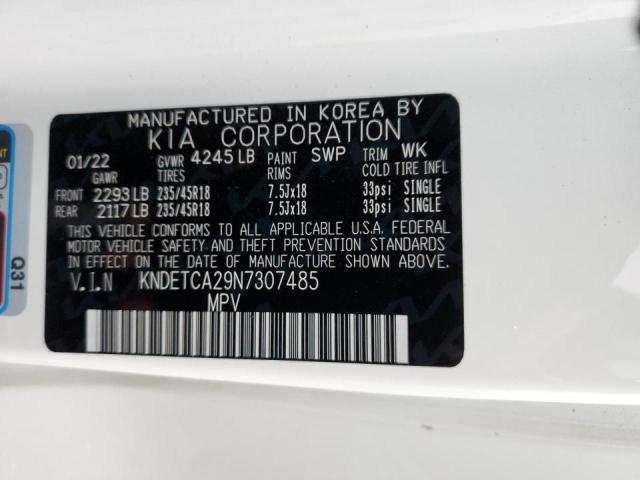 MANUFACTURED IN KOREA BY
KIA CORPORATION
01/22 GVWR 4245 LB PAINT SWP TRIM WK
GAWR TIRES RIMS COLD TIRE INFL
FRONT 2293 LB 235/45R18 7.5Jx18 33psi SINGLE
REAR 2117 LB 235/45R18 7.5Jx18 33psi SINGLE
THIS VEHICLE CONFORMS TO ALL APPLICABLE U.S.A. FEDERAL
MOTOR VEHICLE SAFETY AND THEFT PREVENTION STANDARDS
IN EFFECT ON THE DATE OF MANUFACTURE SHOWN ABOVE.
V.I.N KNDETCA29N7307485
MPV
Q31